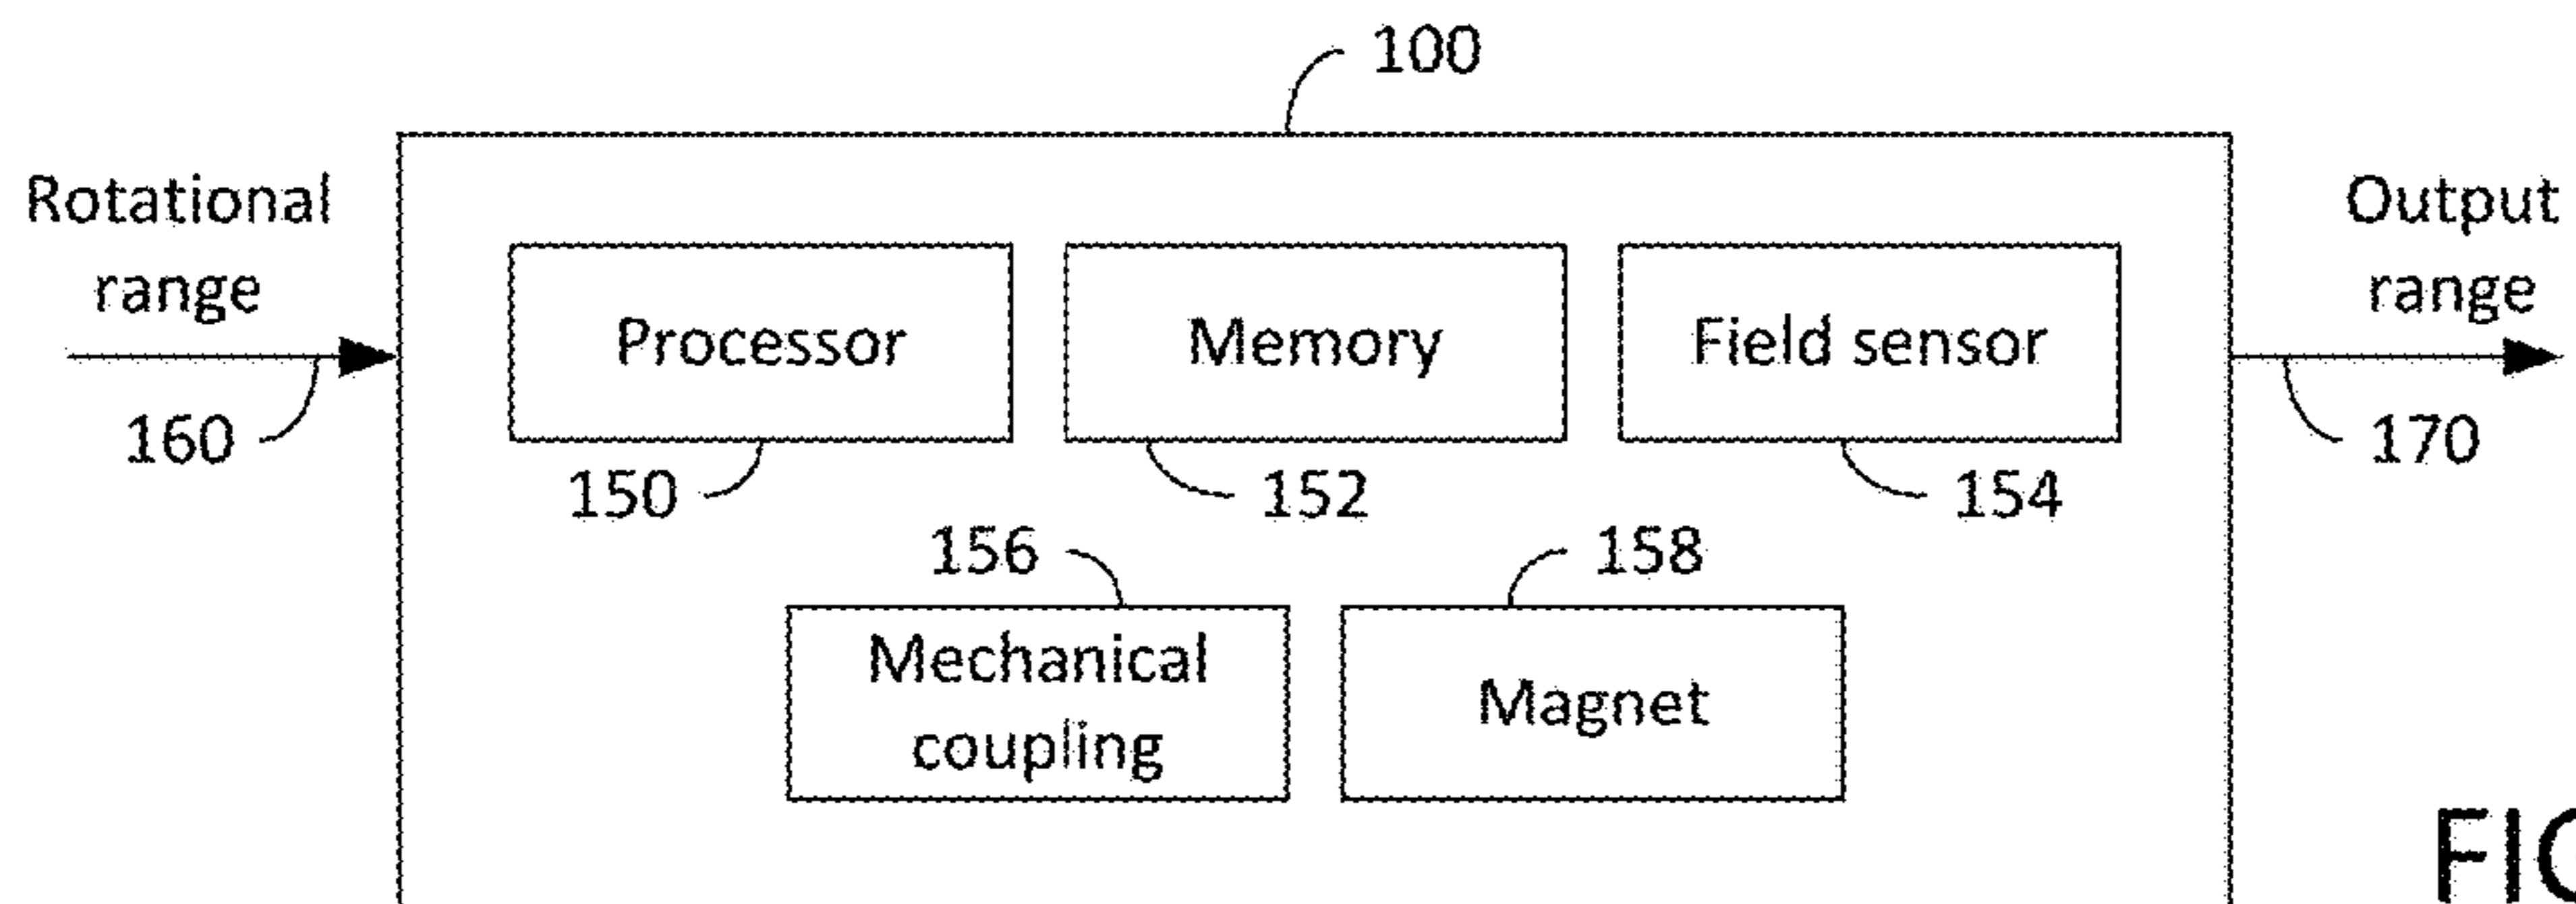 100
Rotational
range
Output
range
Processor
Memory
Field sensor
160
170
150
152
154
156
158
Mechanical
coupling
Magnet